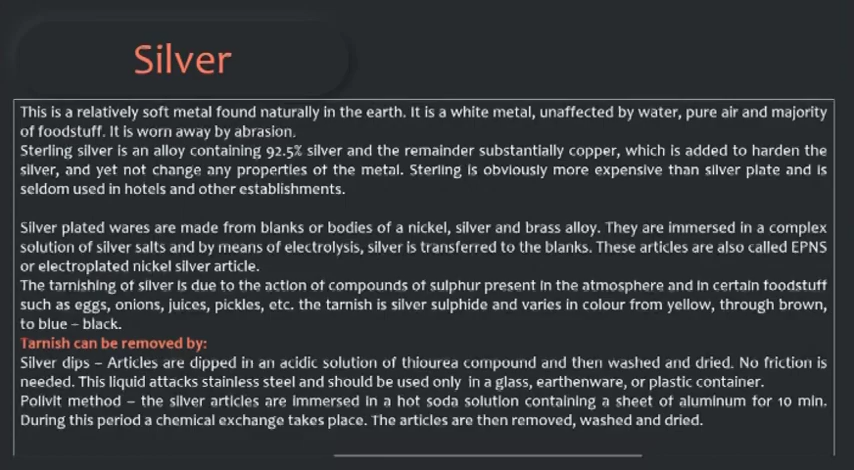 Silver
This is a relatively soft metal found naturally in the earth. It is a white metal, unaffected by water, pure air and majority
of foodstuff. It is worn away by abrasion.
Sterling silver is an alloy containing 92.5% silver and the remainder substantially copper, which is added to harden the
silver, and yet not change any properties of the metal. Sterling is obviously more expensive than silver plate and is
seldom used in hotels and other establishments.
Silver plated wares are made from blanks or bodies of a nickel, silver and brass alloy. They are immersed in a complex
solution of silver salts and by means of electrolysis, silver is transferred to the blanks. These articles are also called EPNS
or electroplated nickel silver article.
The tarnishing of silver is due to the action of compounds of sulphur present in the atmosphere and in certain foodstuff
such as eggs, onions, juices, pickles, etc. the tarnish is silver sulphide and varies in colour from yellow, through brown,
to blue – black.
Tarnish can be removed by:
Silver dips – Articles are dipped in an acidic solution of thiourea compound and then washed and dried. No friction is
needed. This liquid attacks stainless steel and should be used only in a glass, earthenware, or plastic container.
Polivit method – the silver articles are immersed in a hot soda solution containing a sheet of aluminum for 10 min.
During this period a chemical exchange takes place. The articles are then removed, washed and dried.